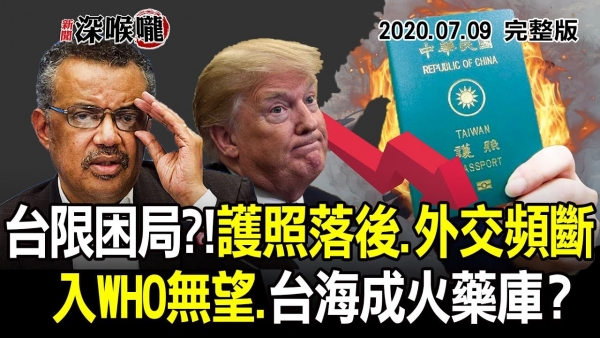 新聞深喉嚨
2020.07.09 完整版
中華民國
REPUBLIC OF CHINA
TAIWAN
護照
PASSPORT
台限困局?!護照落後.外交頻斷
入WHO無望.台海成火藥庫?